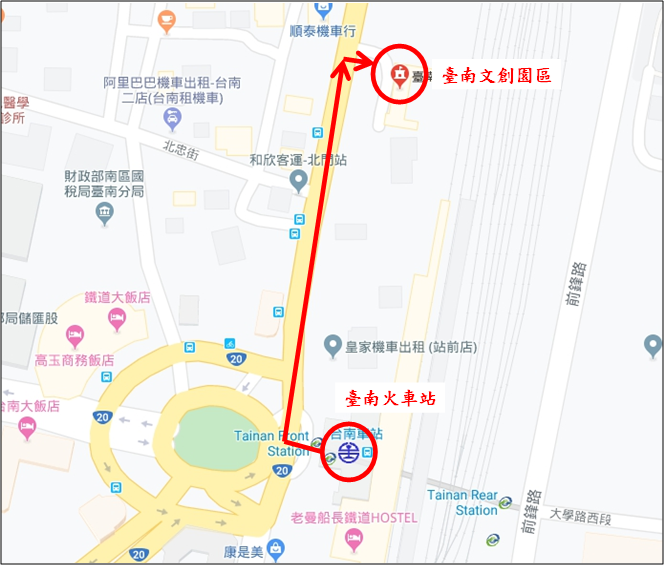 順泰機車行
臺南文創園區
阿里巴巴機車出租-台南
二店(台南租機車)
醫學
診所
北忠街
和欣客運-北門站
財政部南區國
稅局臺南分局
前鋒路
鐵道大飯店
局儲匯股
高玉商務飯店
皇家機車出租 (站前店)
20
20
20
台南大飯店
臺南火車站
Tainan Front
Station
台南車站
Tainan Rear
Station
前鋒路
大學路西段
老曼船長鐵道HOSTEL
康是美